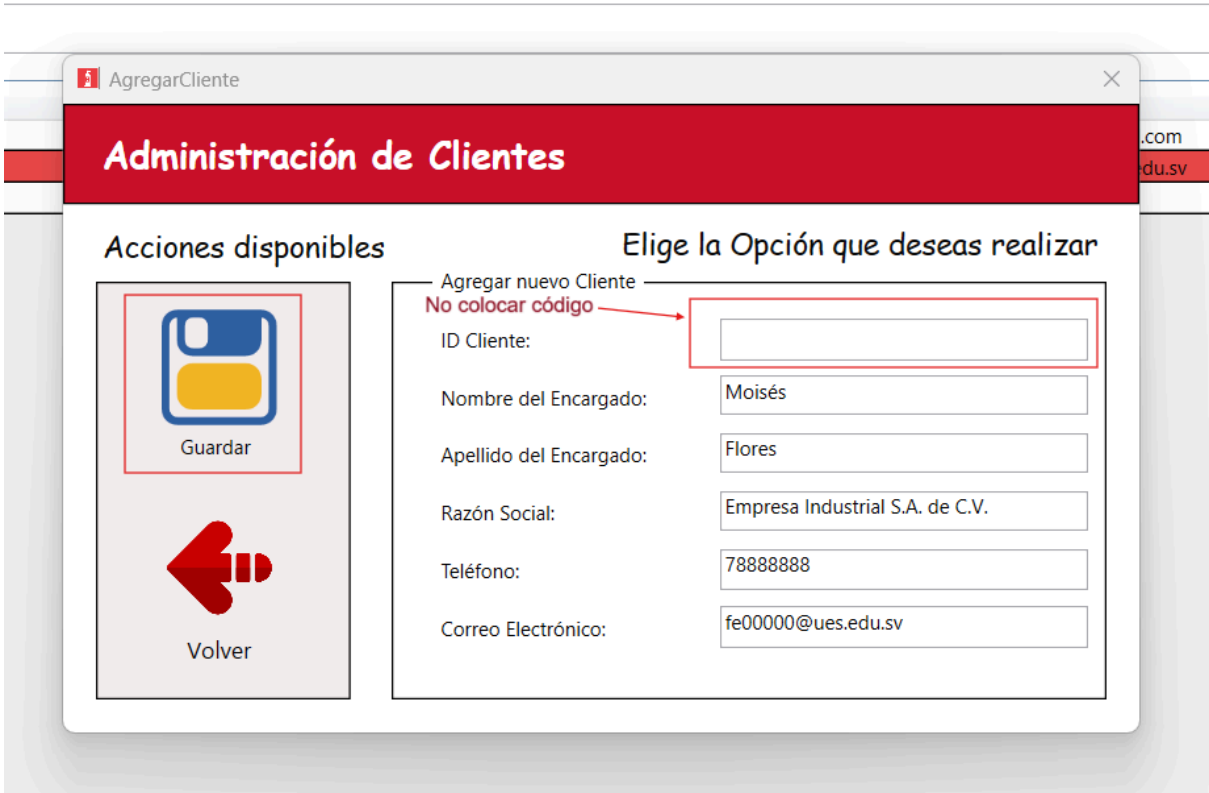 AgregarCliente
Administración de Clientes
.com
edu.sv
Acciones disponibles
Elige la Opción que deseas realizar
Agregar nuevo Cliente
No colocar código
ID Cliente:
Nombre del Encargado: Moisés
Apellido del Encargado: Flores
Razón Social: Empresa Industrial S.A. de C.V.
Teléfono: 78888888
Correo Electrónico: fe00000@ues.edu.sv
Guardar
Volver